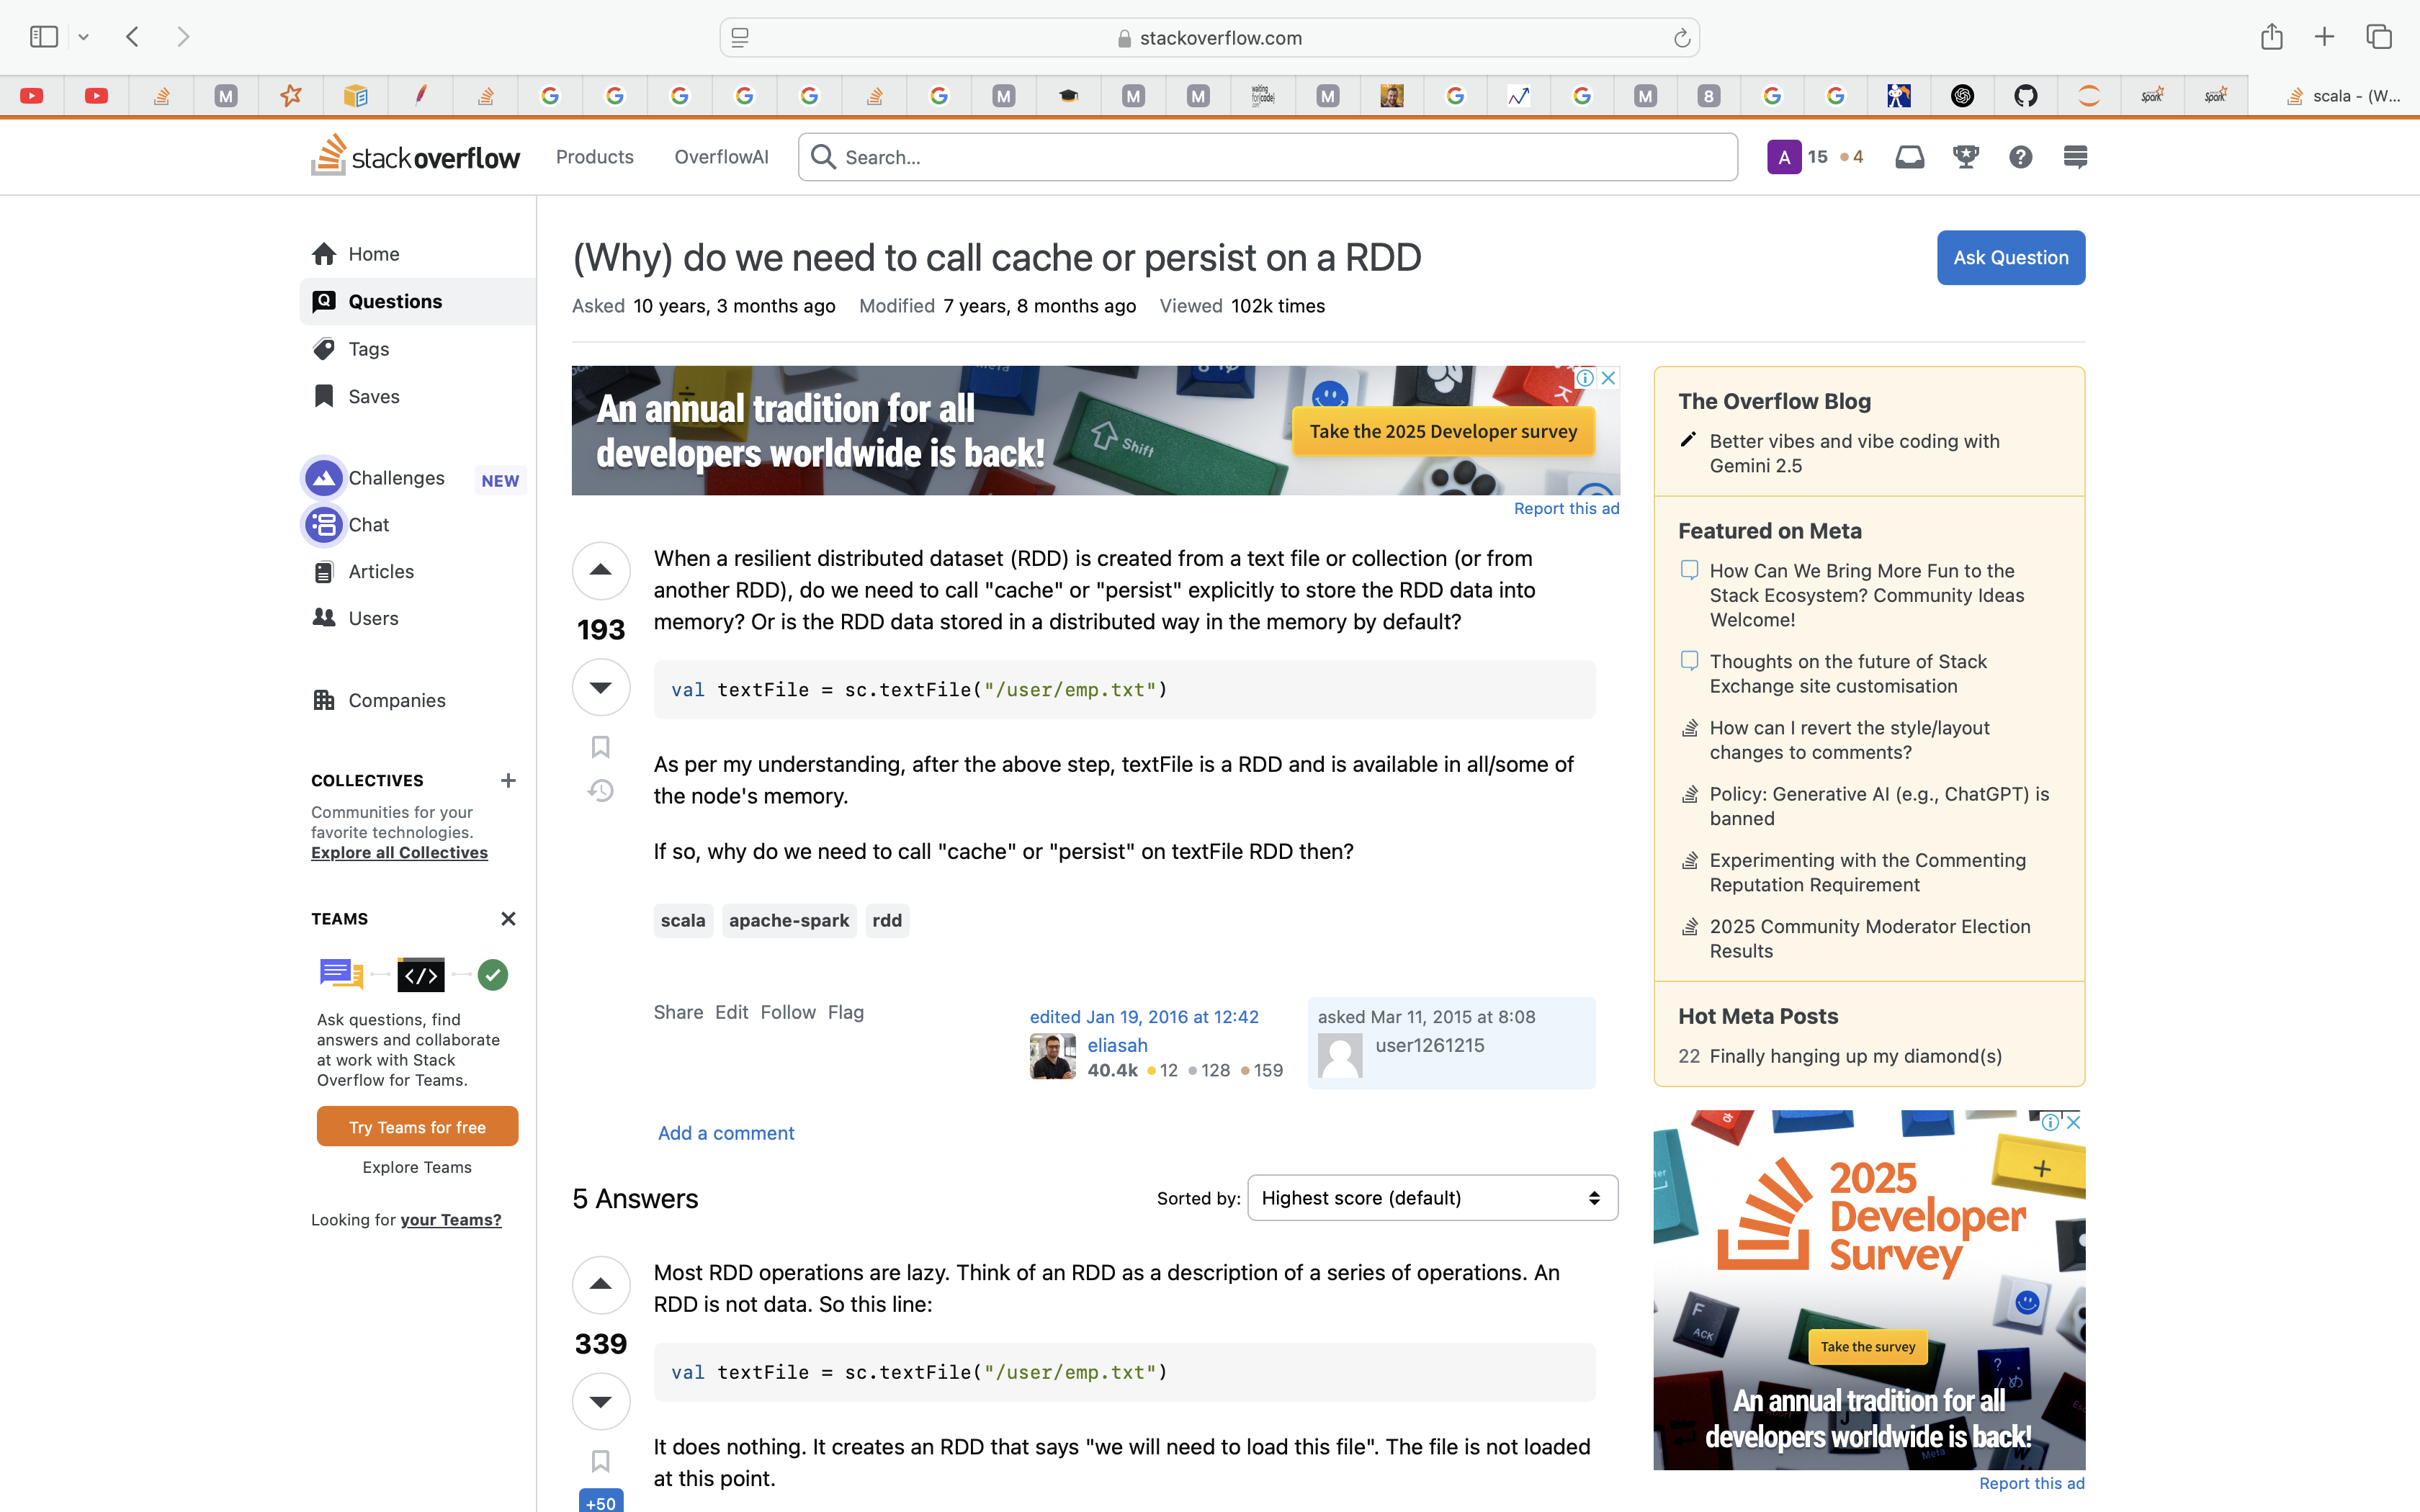 stackoverflow.com
scala - (W...
stackoverflow
Products
OverflowAI
Search...
A
15
4
Home
Questions
Tags
Saves
Challenges
NEW
Chat
Articles
Users
Companies
COLLECTIVES
Communities for your
favorite technologies.
Explore all Collectives
TEAMS
Ask questions, find
answers and collaborate
at work with Stack
Overflow for Teams.
Try Teams for free
Explore Teams
Looking for your Teams?
(Why) do we need to call cache or persist on a RDD
Ask Question
Asked 10 years, 3 months ago
Modified 7 years, 8 months ago
Viewed 102k times
An annual tradition for all
developers worldwide is back!
Shift
Take the 2025 Developer survey
Report this ad
When a resilient distributed dataset (RDD) is created from a text file or collection (or from
another RDD), do we need to call "cache" or "persist" explicitly to store the RDD data into
memory? Or is the RDD data stored in a distributed way in the memory by default?
193
val textFile = sc.textFile("/user/emp.txt")
As per my understanding, after the above step, textFile is a RDD and is available in all/some of
the node's memory.
If so, why do we need to call "cache" or "persist" on textFile RDD then?
scala
apache-spark
rdd
Share Edit Follow Flag
edited Jan 19, 2016 at 12:42
eliasah
40.4k 12 128 159
asked Mar 11, 2015 at 8:08
user1261215
Add a comment
5 Answers
Sorted by:
Highest score (default)
Most RDD operations are lazy. Think of an RDD as a description of a series of operations. An
RDD is not data. So this line:
339
val textFile = sc.textFile("/user/emp.txt")
It does nothing. It creates an RDD that says "we will need to load this file". The file is not loaded
at this point.
+50
The Overflow Blog
Better vibes and vibe coding with
Gemini 2.5
Featured on Meta
How Can We Bring More Fun to the
Stack Ecosystem? Community Ideas
Welcome!
Thoughts on the future of Stack
Exchange site customisation
How can I revert the style/layout
changes to comments?
Policy: Generative AI (e.g., ChatGPT) is
banned
Experimenting with the Commenting
Reputation Requirement
2025 Community Moderator Election
Results
Hot Meta Posts
22 Finally hanging up my diamond(s)
2025
Developer
Survey
F
ACK
Take the survey
An annual tradition for all
developers worldwide is back!
Report this ad